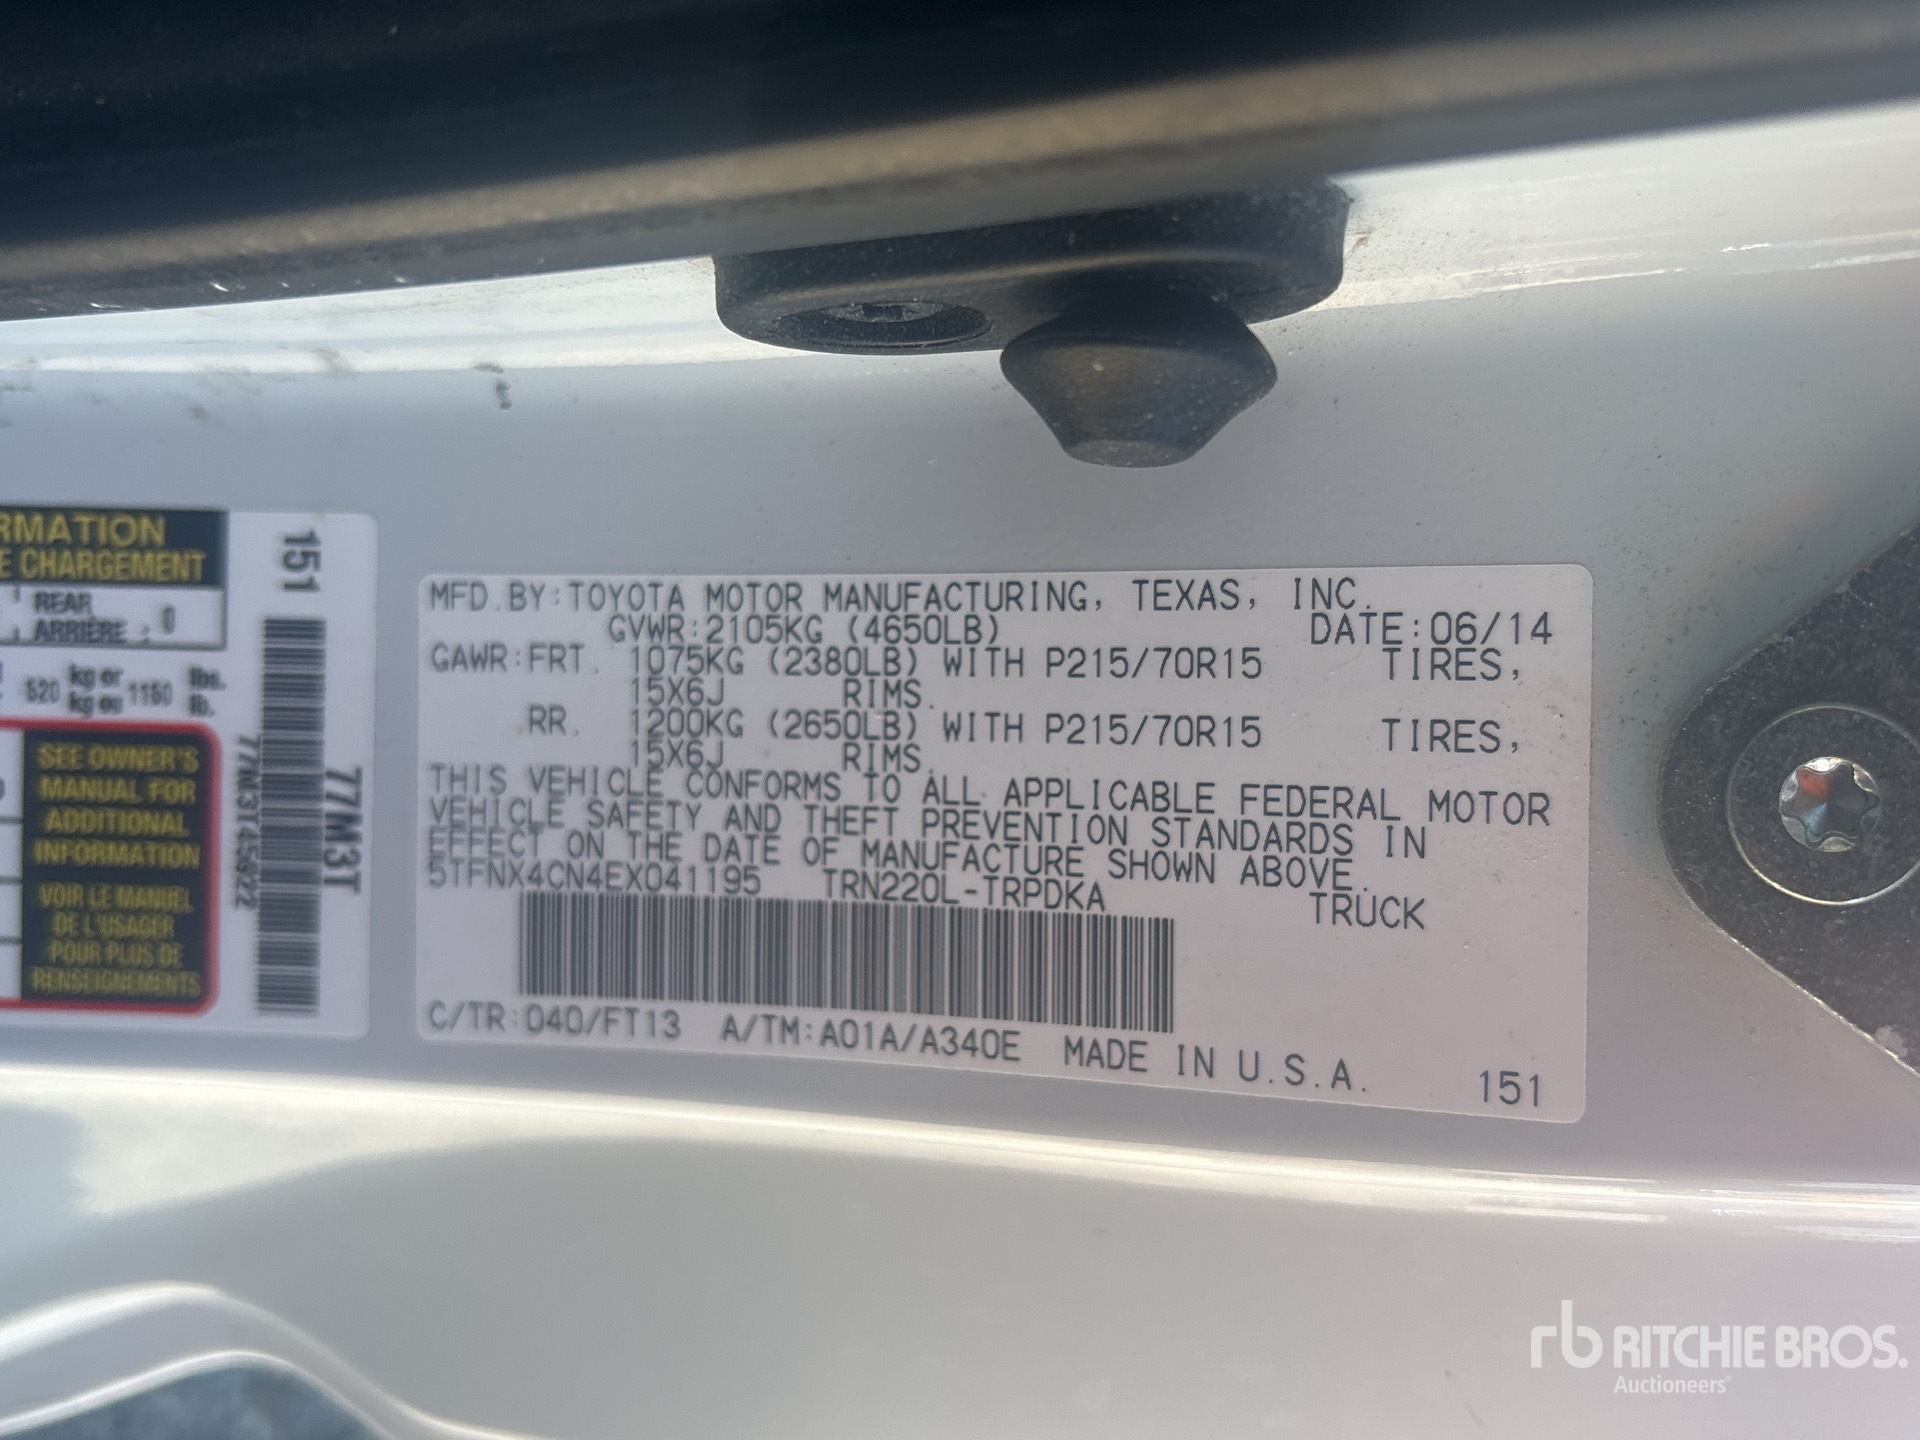 RMATION
E CHARGEMENT
REAR
ARRIÈRE : 0
520 kg or
kg ou 1150 lbs.
lb.
SEE OWNER'S
MANUAL FOR
ADDITIONAL
INFORMATION
VOIR LE MANUEL
DE L'USAGER
POUR PLUS DE
RENSEIGNEMENTS
151
77M3T
77M3T45922
MFD. BY: TOYOTA MOTOR MANUFACTURING, TEXAS, INC.
GVWR: 2105KG (4650LB) DATE: 06/14
GAWR: FRT. 1075KG (2380LB) WITH P215/70R15 TIRES,
15X6J RIMS.
RR. 1200KG (2650LB) WITH P215/70R15 TIRES,
15X6J RIMS.
THIS VEHICLE CONFORMS TO ALL APPLICABLE FEDERAL MOTOR
VEHICLE SAFETY AND THEFT PREVENTION STANDARDS IN
EFFECT ON THE DATE OF MANUFACTURE SHOWN ABOVE.
5TFNX4CN4EX041195 TRN220L-TRPDKA TRUCK
C/TR: 040/FT13 A/TM: A01A/A340E MADE IN U.S.A. 151
rb RITCHIE BROS.
Auctioneers